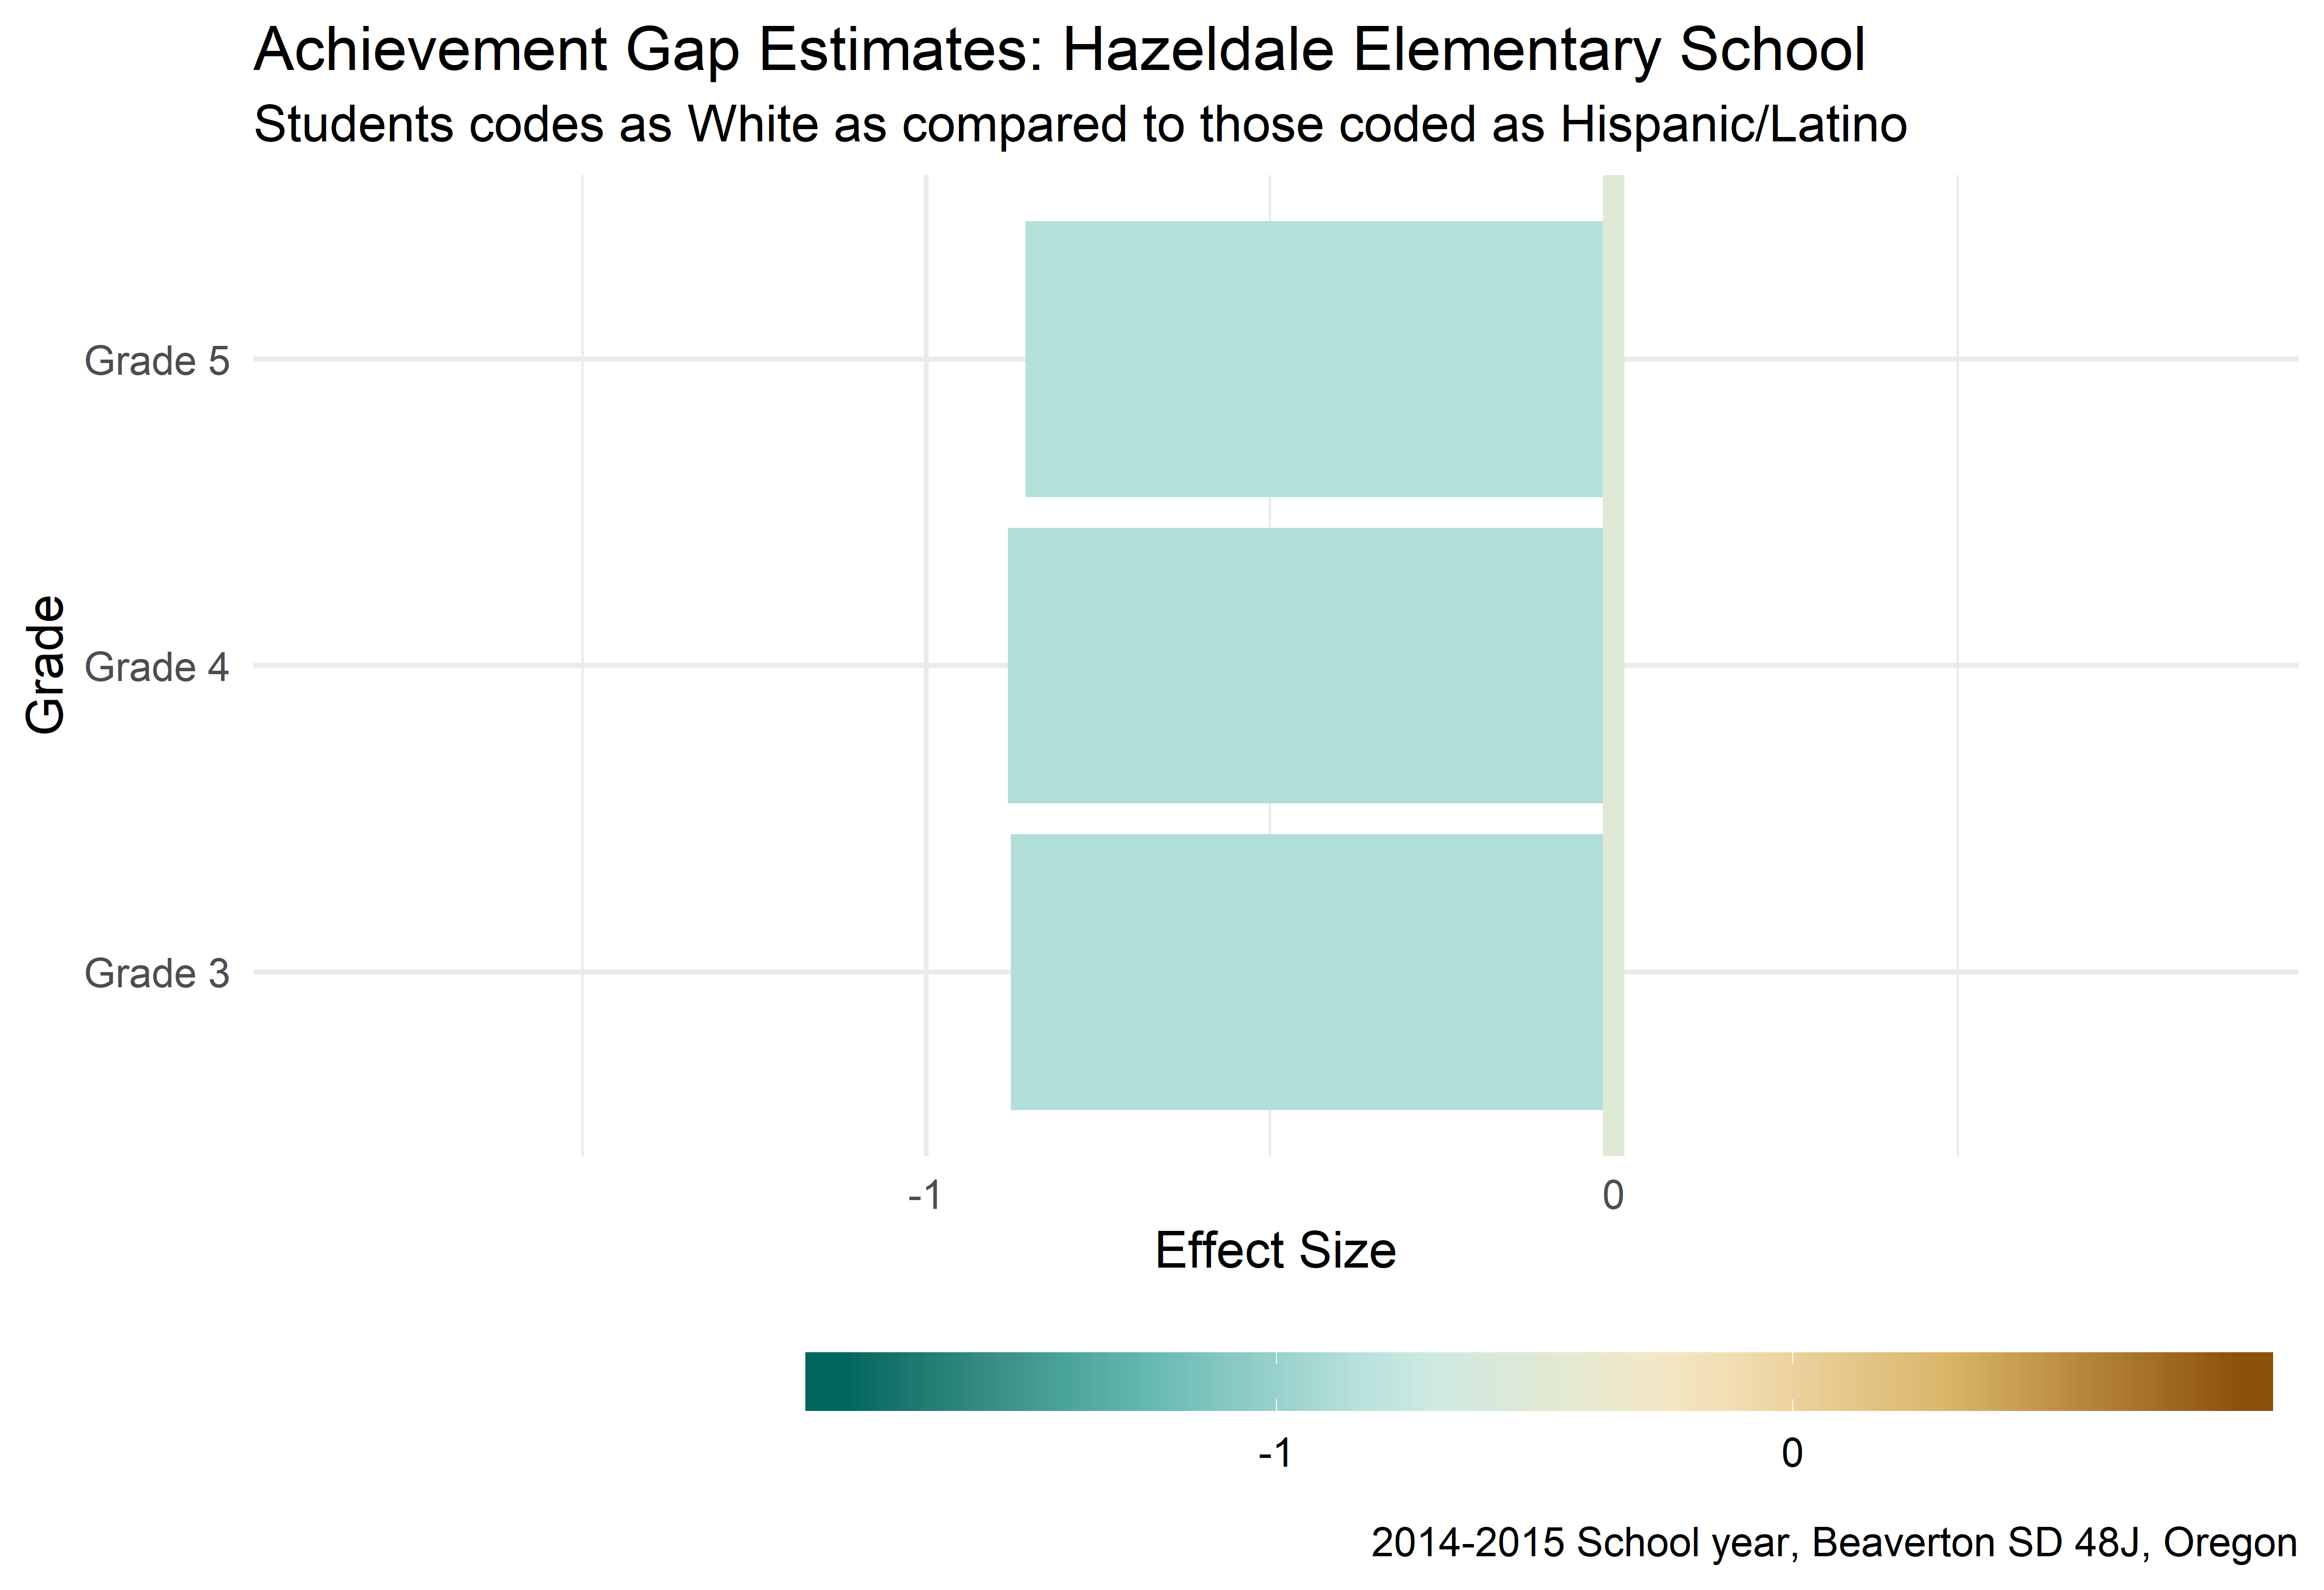 Achievement Gap Estimates: Hazeldale Elementary School
Students codes as White as compared to those coded as Hispanic/Latino
Grade 5
Grade 4
Grade 3
Grade
-1 0
Effect Size
-1 0
2014-2015 School year, Beaverton SD 48J, Oregon